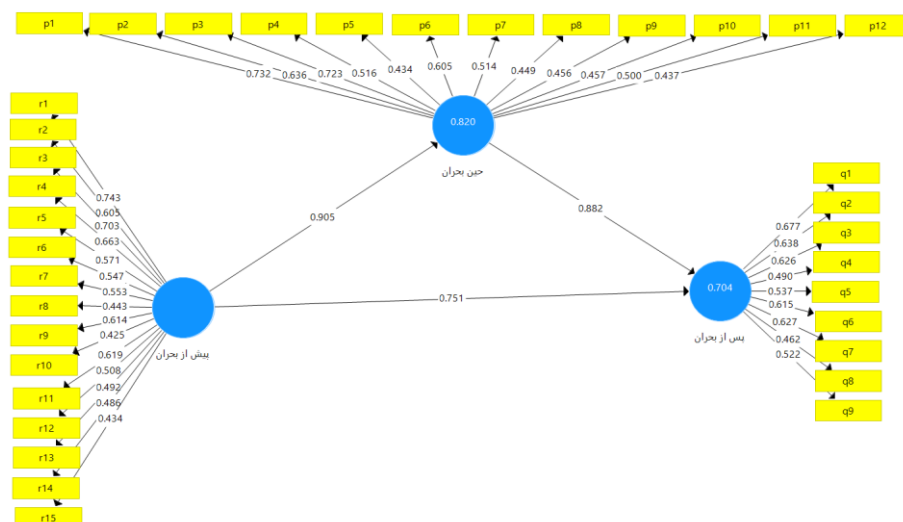 p1
p2
p3
p4
p5
p6
p7
p8
p9
p10
p11
p12
0.732
0.636
0.723
0.516
0.434
0.605
0.514
0.449
0.456
0.457
0.500
0.437
0.820
حین بحران
r1
r2
r3
r4
r5
r6
r7
r8
r9
r10
r11
r12
r13
r14
r15
0.743
0.605
0.703
0.663
0.571
0.547
0.553
0.443
0.614
0.425
0.619
0.508
0.492
0.486
0.434
پیش از بحران
0.905
0.882
0.751
0.704
پس از بحران
0.677
0.638
0.626
0.490
0.537
0.615
0.627
0.462
0.522
q1
q2
q3
q4
q5
q6
q7
q8
q9